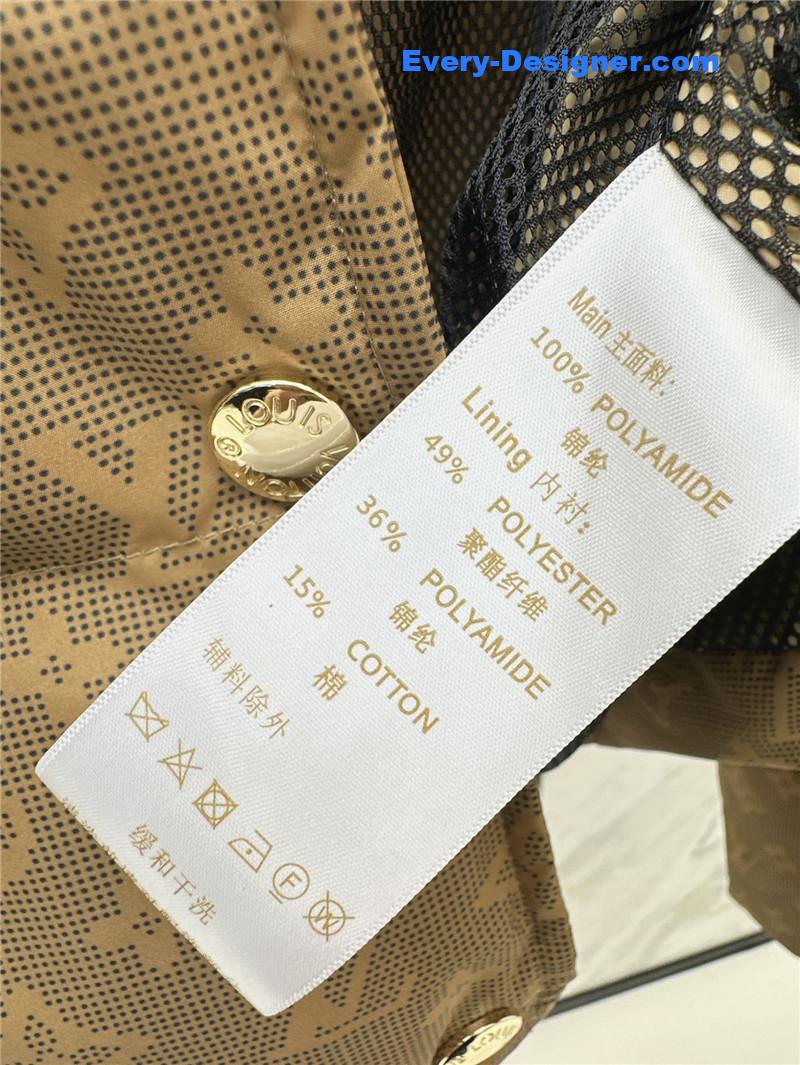 Every-Designer.com
LOUIS
Main 主面料:
100% POLYAMIDE
锦纶
Lining 内衬:
49% POLYESTER
聚酯纤维
36% POLYAMIDE
锦纶
15% COTTON
棉
辅料除外
F
W
缓和干洗
LOUIS